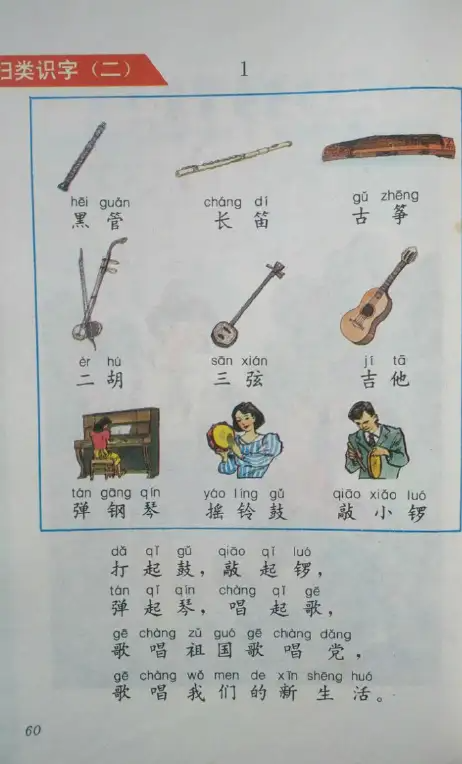 归类识字（二）
1
hēi guǎn cháng dí gǔ zhēng
黑管 长笛 古筝
èr hú sān xián jí tā
二胡 三弦 吉他
tán gāng qín yáo líng gǔ qiāo xiǎo luó
弹钢琴 摇铃鼓 敲小锣
dǎ qǐ gǔ qiāo qǐ luó
打起鼓，敲起锣，
tán qǐ qín chàng qǐ gē
弹起琴，唱起歌，
gē chàng zǔ guó gē chàng dǎng
歌唱祖国歌唱党，
gē chàng wǒ men de xīn shēng huó
歌唱我们的新生活。
60